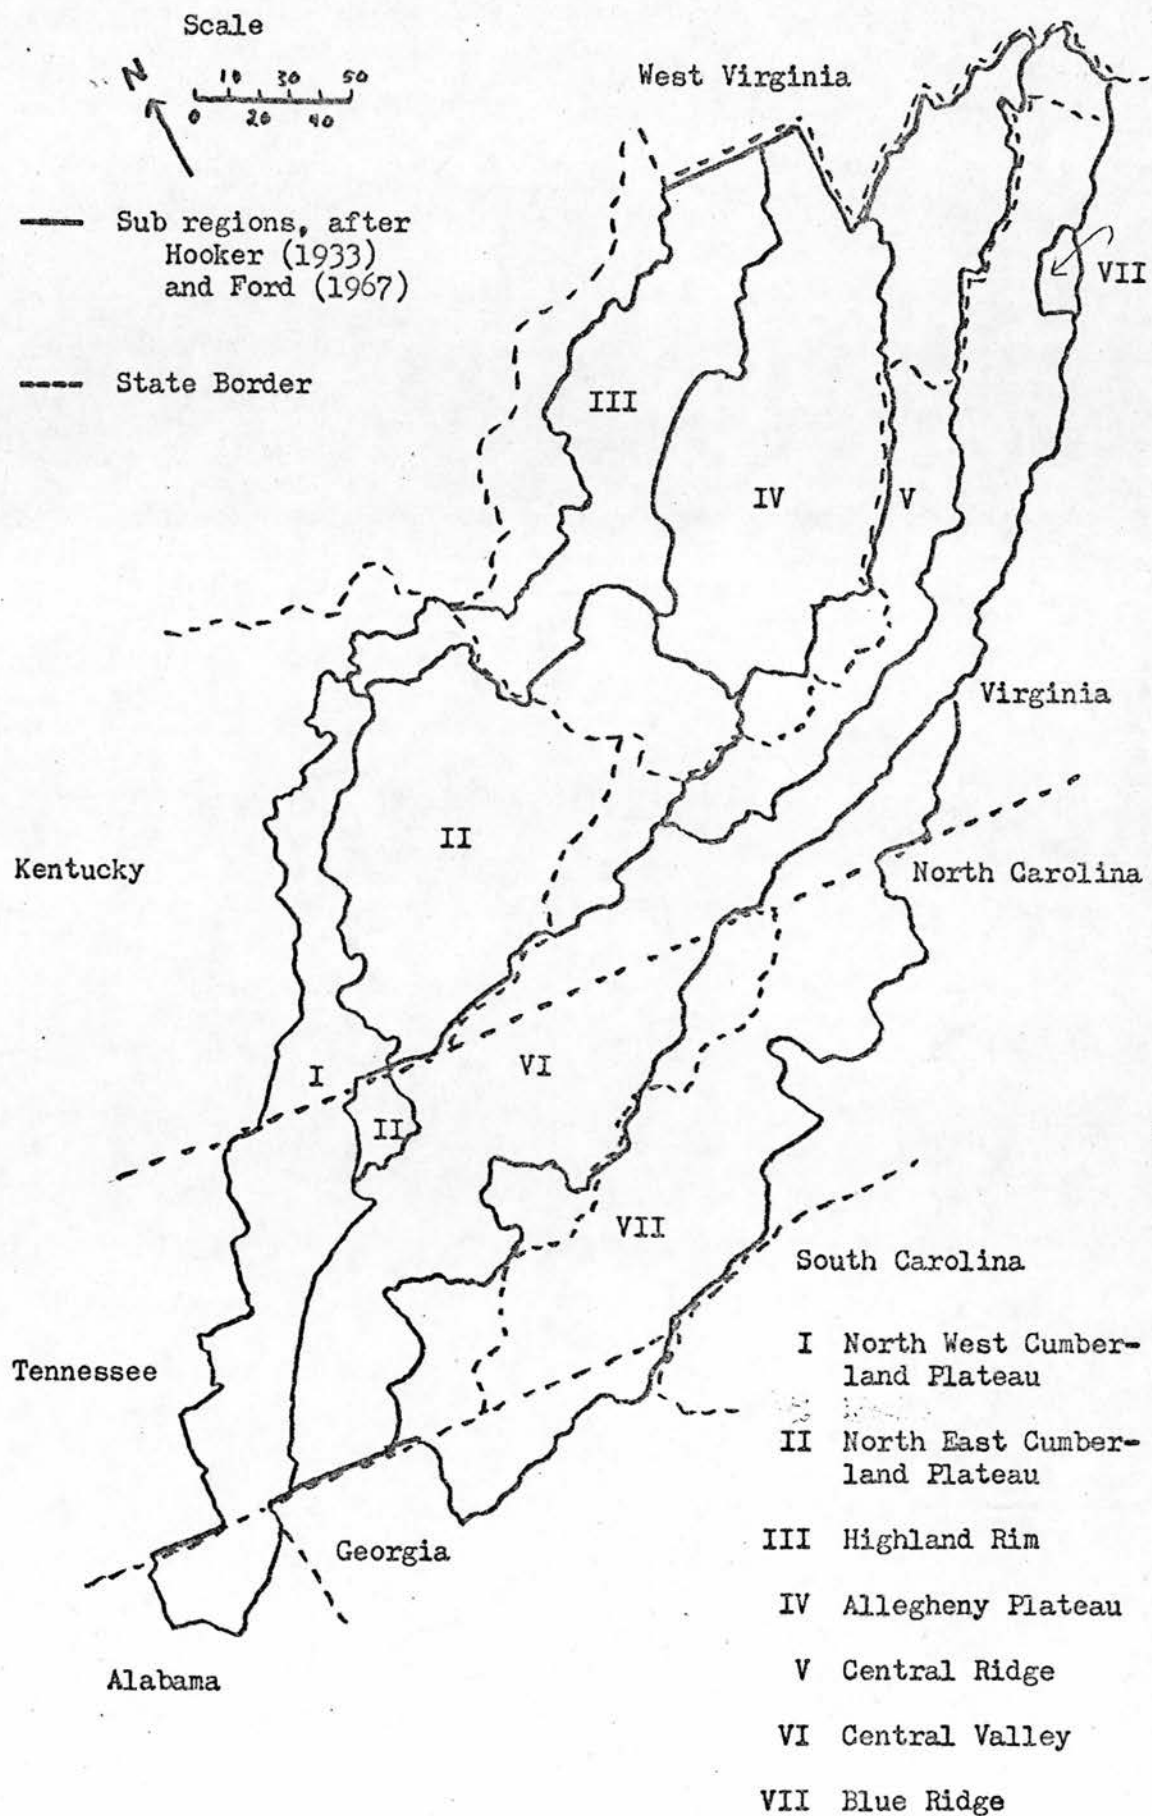 Scale
N
10 30 50
0 20 40
West Virginia
Sub regions, after
Hooker (1933)
and Ford (1967)
VII
State Border
III
IV
V
Virginia
II
Kentucky
North Carolina
I
VI
II
VII
South Carolina
I North West Cumber-
land Plateau
Tennessee
II North East Cumber-
land Plateau
III Highland Rim
Georgia
IV Allegheny Plateau
V Central Ridge
Alabama
VI Central Valley
VII Blue Ridge